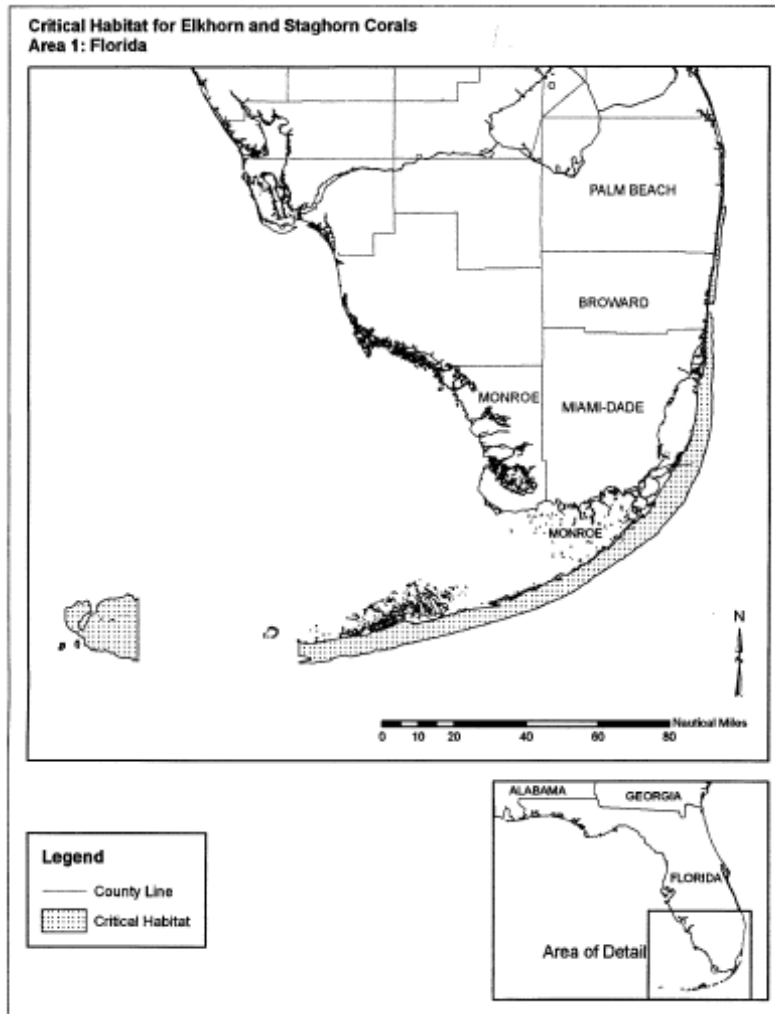 Critical Habitat for Elkhorn and Staghorn Corals
Area 1: Florida
PALM BEACH
BROWARD
MONROE
MIAMI-DADE
MONROE
N
Nautical Miles
0 10 20 40 60 80
ALABAMA
GEORGIA
FLORIDA
Area of Detail
Legend
County Line
Critical Habitat